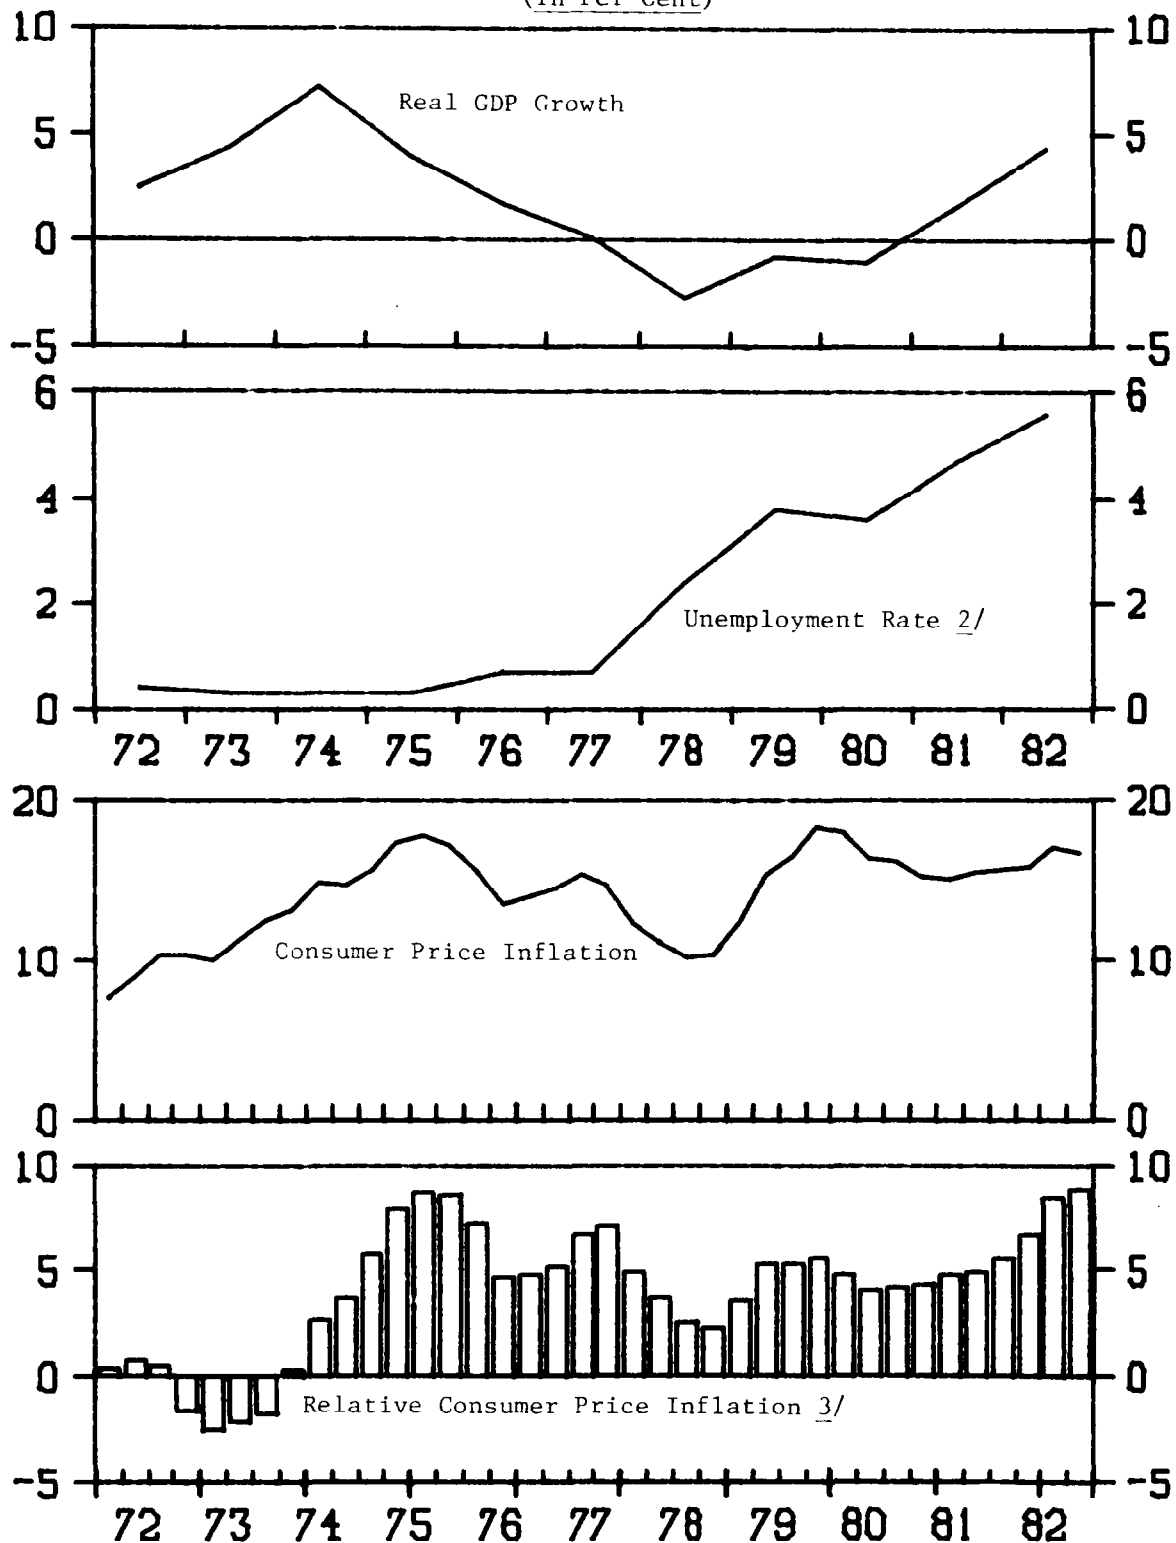 (In Per Cent)
10 10
Real GDP Growth
5 5
0 0
-5 -5
6 6
4 4
2 2
Unemployment Rate 2/
0 0
72 73 74 75 76 77 78 79 80 81 82
20 20
Consumer Price Inflation
10 10
0 0
10 10
5 5
0 0
Relative Consumer Price Inflation 3/
-5 -5
72 73 74 75 76 77 78 79 80 81 82